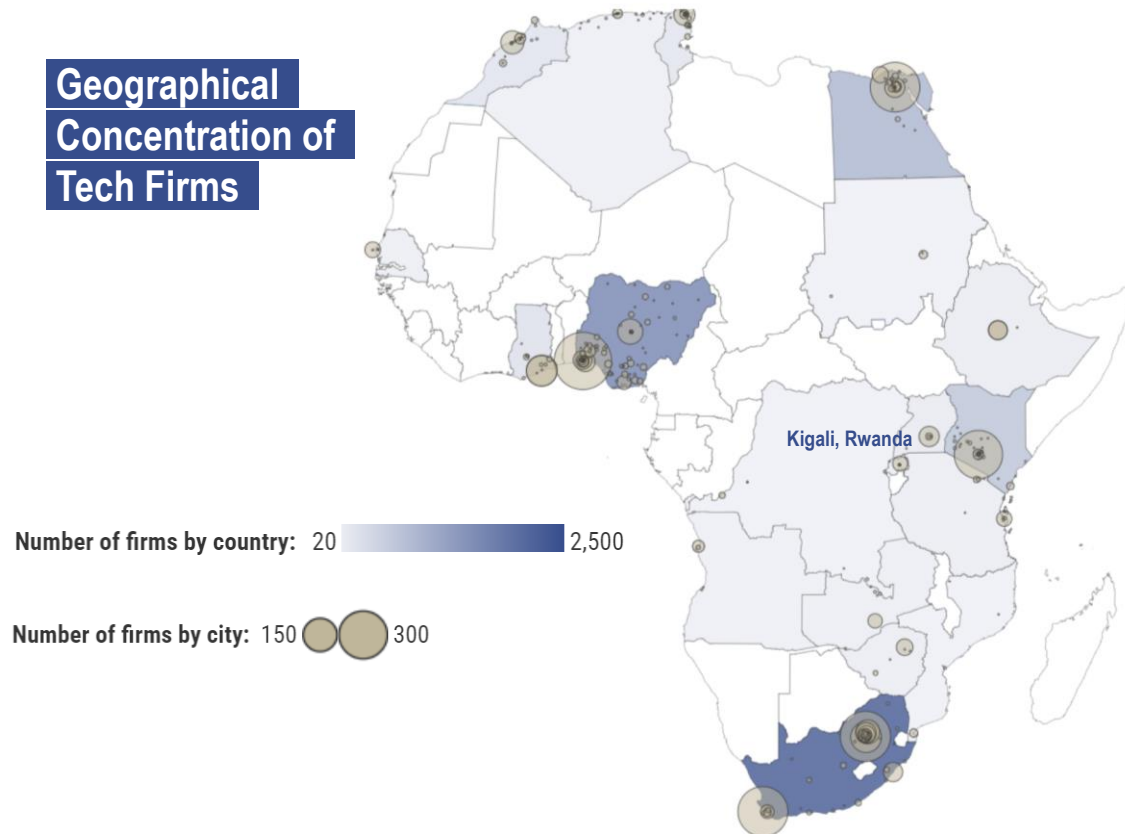 Geographical
Concentration of
Tech Firms
Kigali, Rwanda
Number of firms by country: 20 2,500
Number of firms by city: 150 300